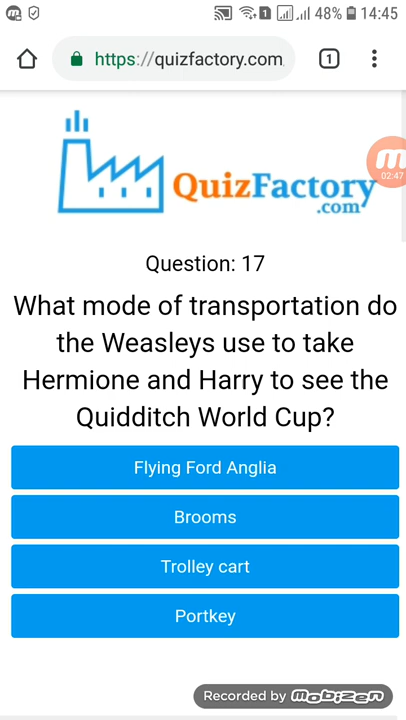 1 48% 14:45
https://quizfactory.com
1
QuizFactory
.com
02:47
Question: 17
What mode of transportation do
the Weasleys use to take
Hermione and Harry to see the
Quidditch World Cup?
Flying Ford Anglia
Brooms
Trolley cart
Portkey
Recorded by mobizen